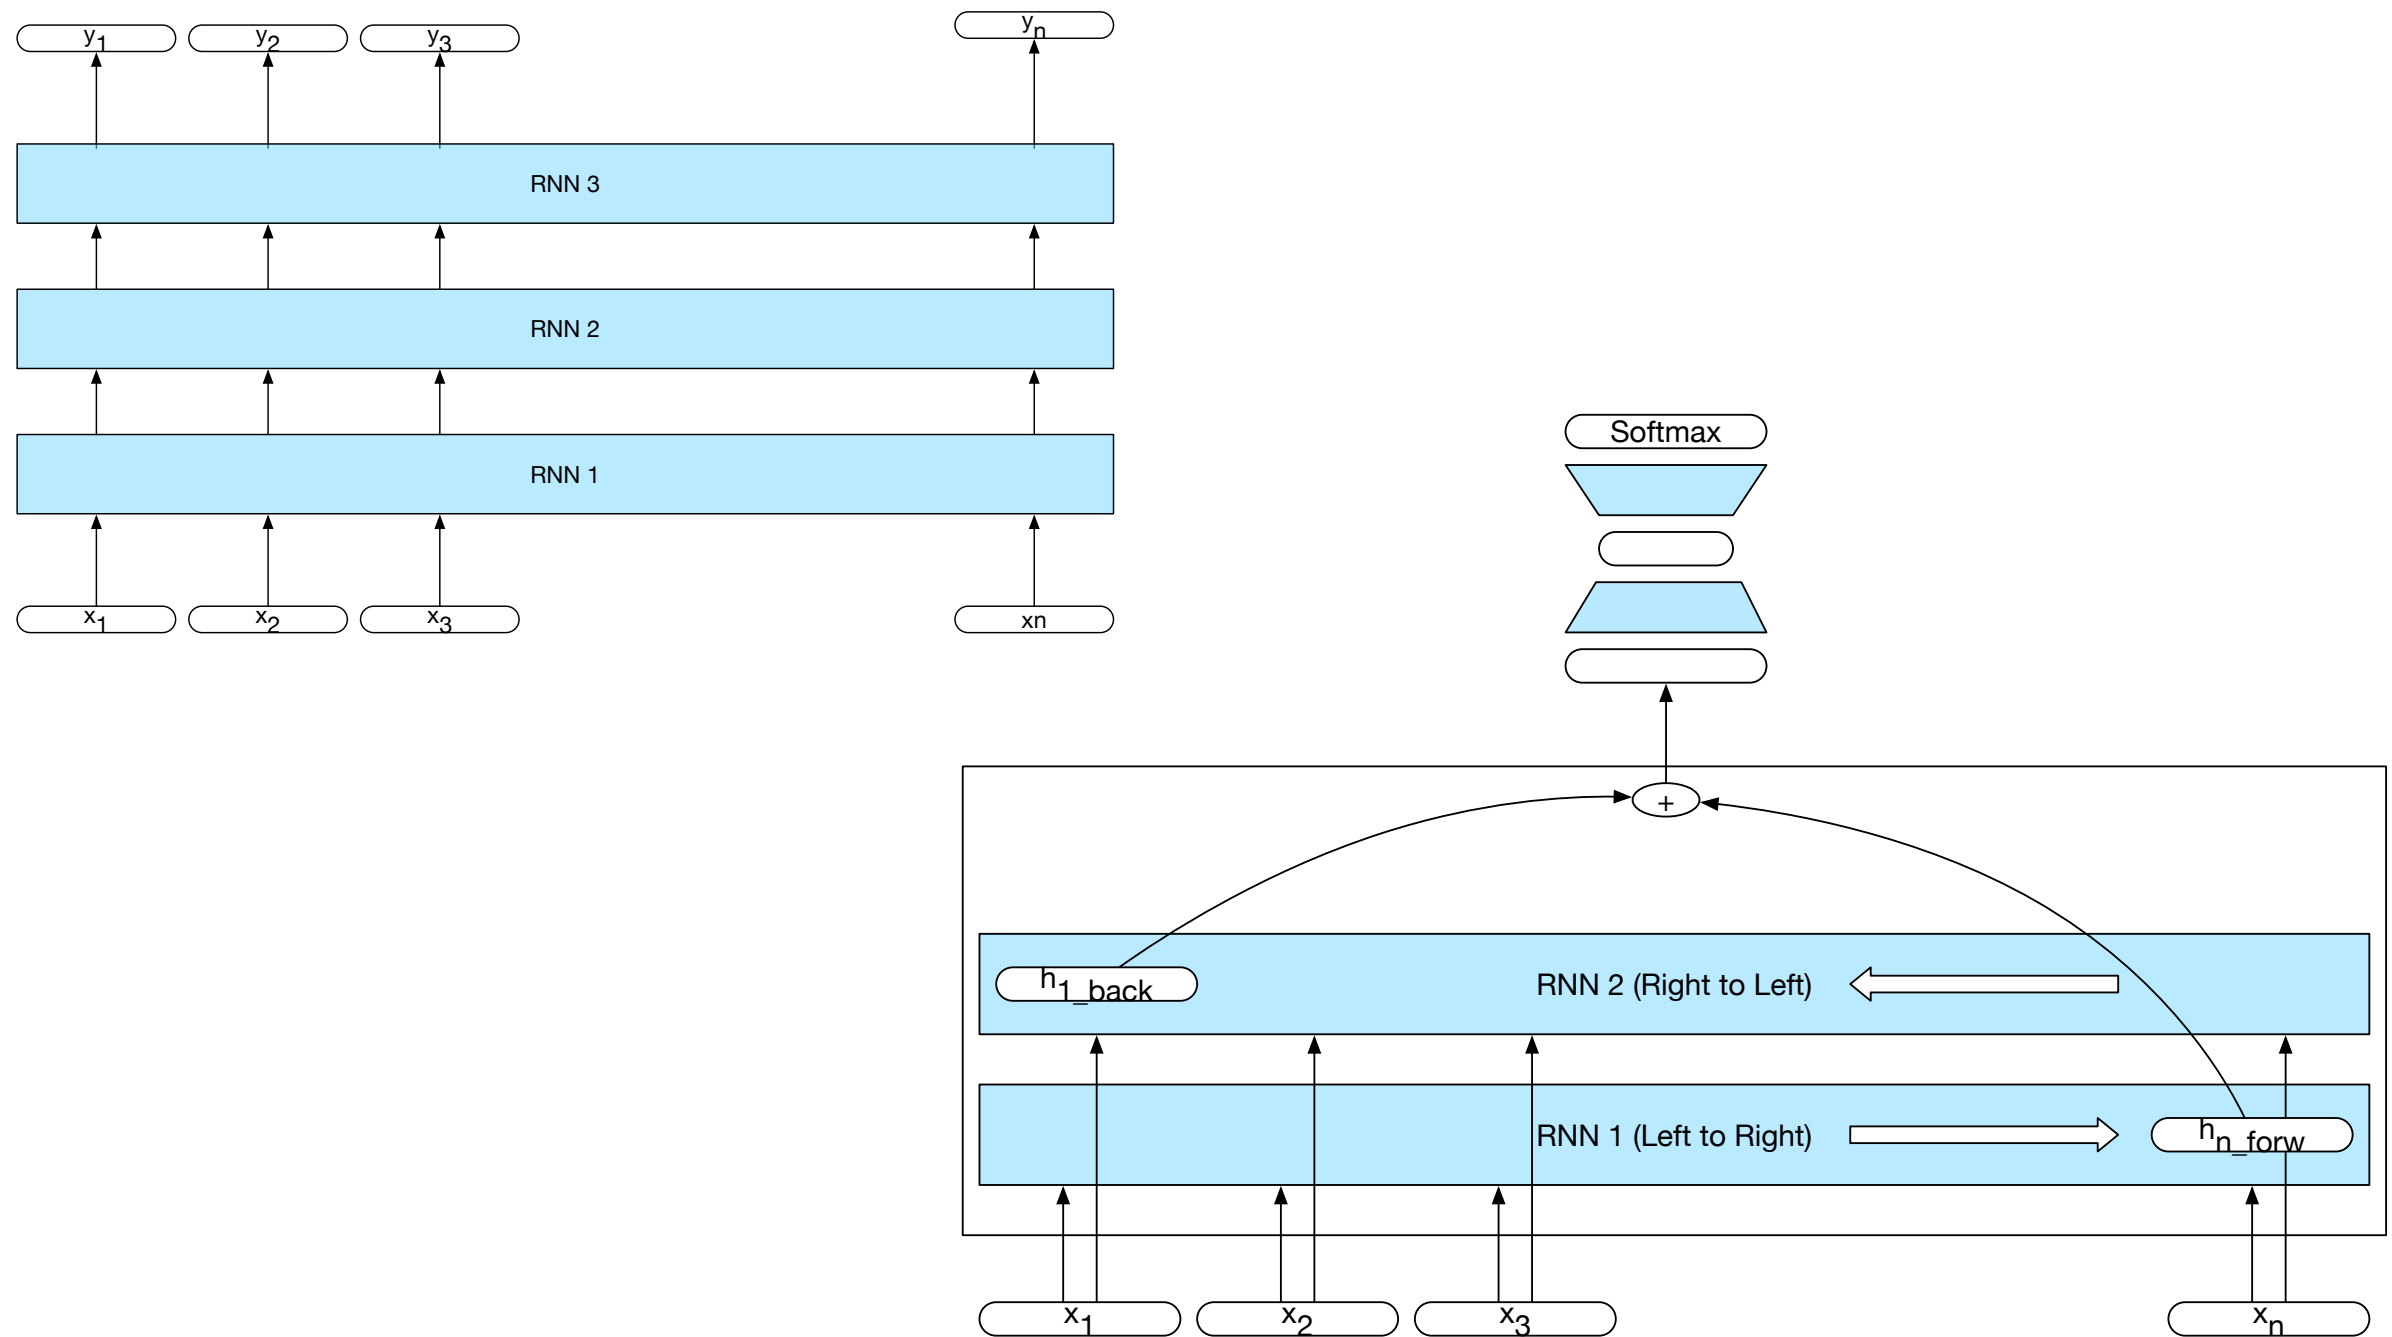 y1 y2 y3 yn
RNN 3
RNN 2
RNN 1
x1 x2 x3 xn
Softmax
+
h1_back
RNN 2 (Right to Left)
RNN 1 (Left to Right)
hn_forw
x1 x2 x3 xn